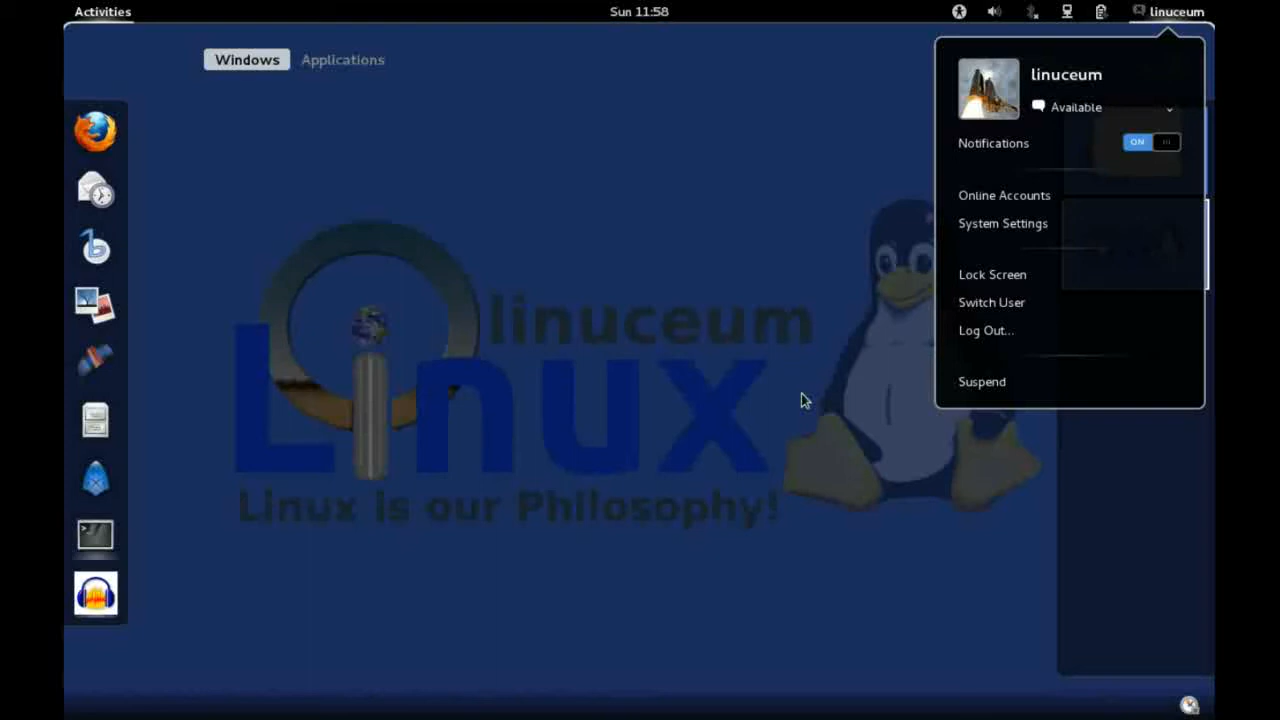 Activities
Sun 11:58
linuceum
Windows
Applications
linuceum
Available
Notifications
ON
Online Accounts
System Settings
Lock Screen
Switch User
Log Out...
Suspend
linuceum
Linux
Linux is our Philosophy!